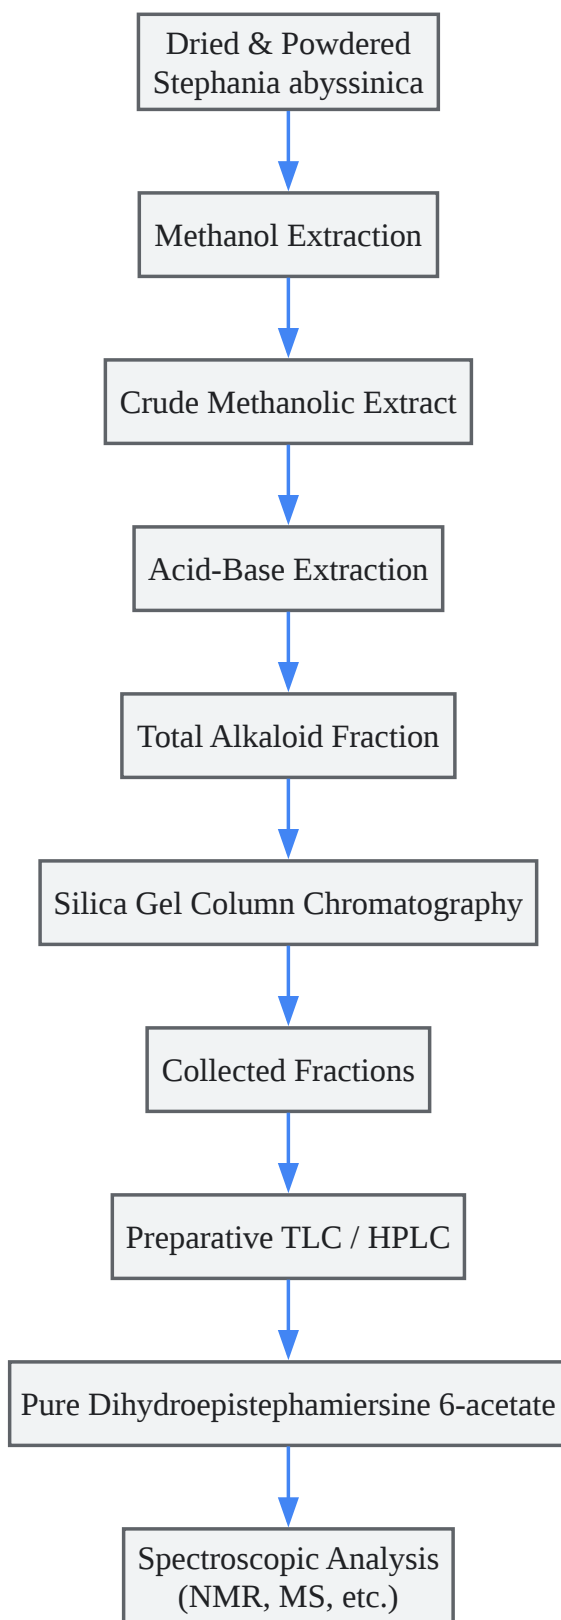 Dried & Powdered
Stephania abyssinica
Methanol Extraction
Crude Methanolic Extract
Acid-Base Extraction
Total Alkaloid Fraction
Silica Gel Column Chromatography
Collected Fractions
Preparative TLC / HPLC
Pure Dihydroepistephamiersine 6-acetate
Spectroscopic Analysis
(NMR, MS, etc.)